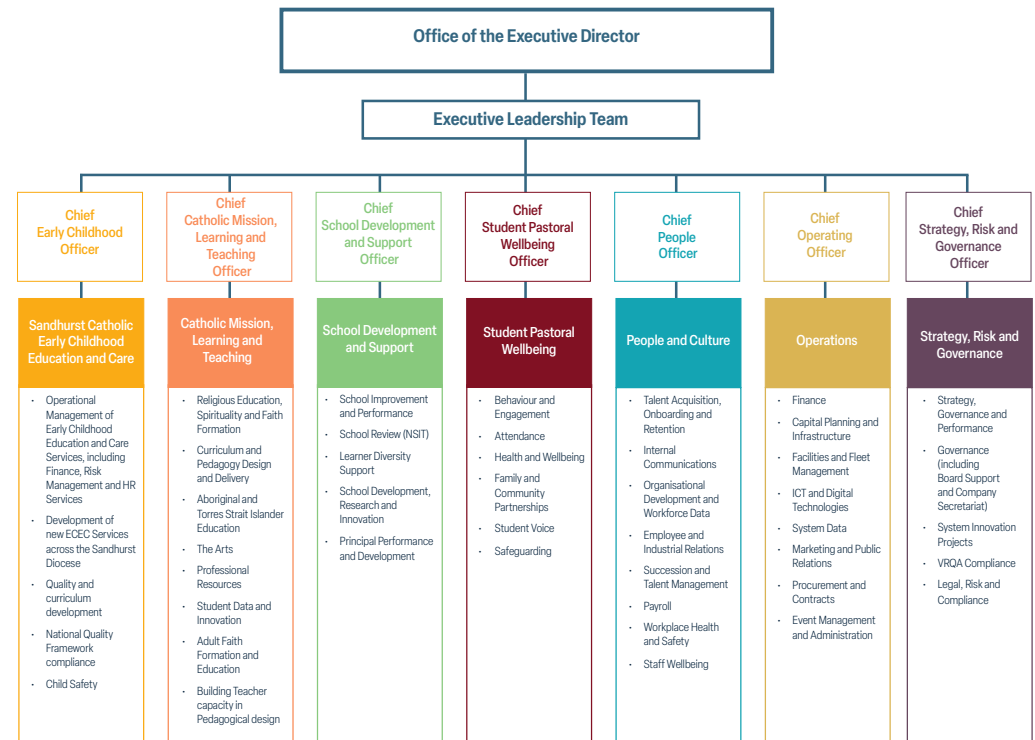 Office of the Executive Director
Executive Leadership Team
Chief
Early Childhood
Officer
Chief
Catholic Mission,
Learning and
Teaching
Officer
Chief
School Development
and Support
Officer
Chief
Student Pastoral
Wellbeing
Officer
Chief
People
Officer
Chief
Operating
Officer
Chief
Strategy, Risk and
Governance
Officer
Sandhurst Catholic
Early Childhood
Education and Care
Catholic Mission,
Learning and
Teaching
School Development
and Support
Student Pastoral
Wellbeing
People and Culture
Operations
Strategy, Risk and
Governance
· Operational
Management of
Early Childhood
Education and Care
Services, including
Finance, Risk
Management and HR
Services
· Development of
new ECEC Services
across the Sandhurst
Diocese
· Quality and
curriculum
development
· National Quality
Framework
compliance
· Child Safety
· Religious Education,
Spirituality and Faith
Formation
· Curriculum and
Pedagogy Design
and Delivery
· Aboriginal and
Torres Strait Islander
Education
· The Arts
· Professional
Resources
· Student Data and
Innovation
· Adult Faith
Formation and
Education
· Building Teacher
capacity in
Pedagogical design
· School Improvement
and Performance
· School Review (NSIT)
· Learner Diversity
Support
· School Development,
Research and
Innovation
· Principal Performance
and Development
· Behaviour and
Engagement
· Attendance
· Health and Wellbeing
· Family and
Community
Partnerships
· Student Voice
· Safeguarding
· Talent Acquisition,
Onboarding and
Retention
· Internal
Communications
· Organisational
Development and
Workforce Data
· Employee and
Industrial Relations
· Succession and
Talent Management
· Payroll
· Workplace Health
and Safety
· Staff Wellbeing
· Finance
· Capital Planning and
Infrastructure
· Facilities and Fleet
Management
· ICT and Digital
Technologies
· System Data
· Marketing and Public
Relations
· Procurement and
Contracts
· Event Management
and Administration
· Strategy,
Governance and
Performance
· Governance
(including
Board Support
and Company
Secretariat)
· System Innovation
Projects
· VRQA Compliance
· Legal, Risk and
Compliance